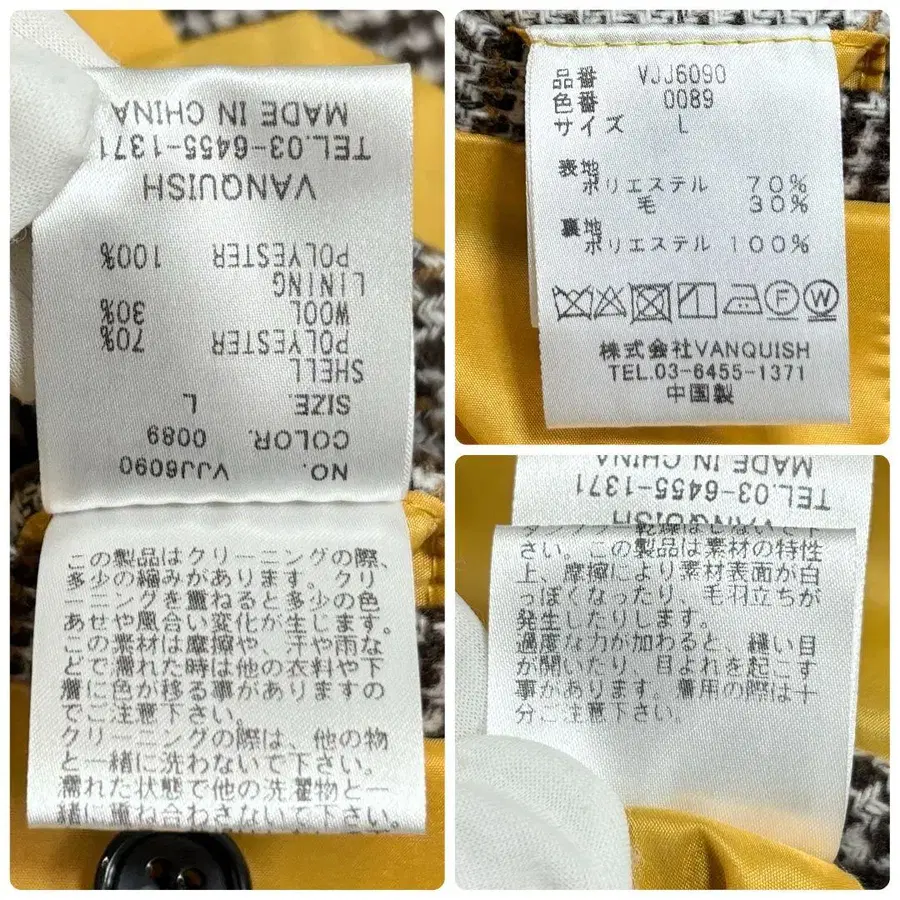 MADE IN CHINA
TEL.03-6455-1371
VANQUISH
POLYESTER 100%
LINING
WOOL 30%
POLYESTER 70%
SHELL
SIZE. L
COLOR. 0089
NO. VJJ6090
この製品はクリーニングの際、
多少の縮みがあります。クリ
ーニングを重ねると多少の色
あせや風合い変化が生じます。
この素材は摩擦や、汗や雨な
どで濡れた時は他の衣料や下
着に色が移る事がありますの
でご注意下さい。
クリーニングの際は、他の物
と一緒に洗わないで下さい。
濡れた状態で他の洗濯物と一
緒に重ね合わさないで下さい。
品番 VJJ6090
色番 0089
サイズ L
表地
ポリエステル 70%
毛 30%
裏地
ポリエステル 100%
F W
株式会社VANQUISH
TEL.03-6455-1371
中国製
MADE IN CHINA
TEL.03-6455-1371
VANQUISH
さい。この製品は素材の特性
上、摩擦により素材表面が白
っぽくなったり、毛羽立ちが
発生したりします。
過度な力が加わると、縫い目
が開いたり、目よれを起こす
事があります。着用の際は十
分ご注意下さい。